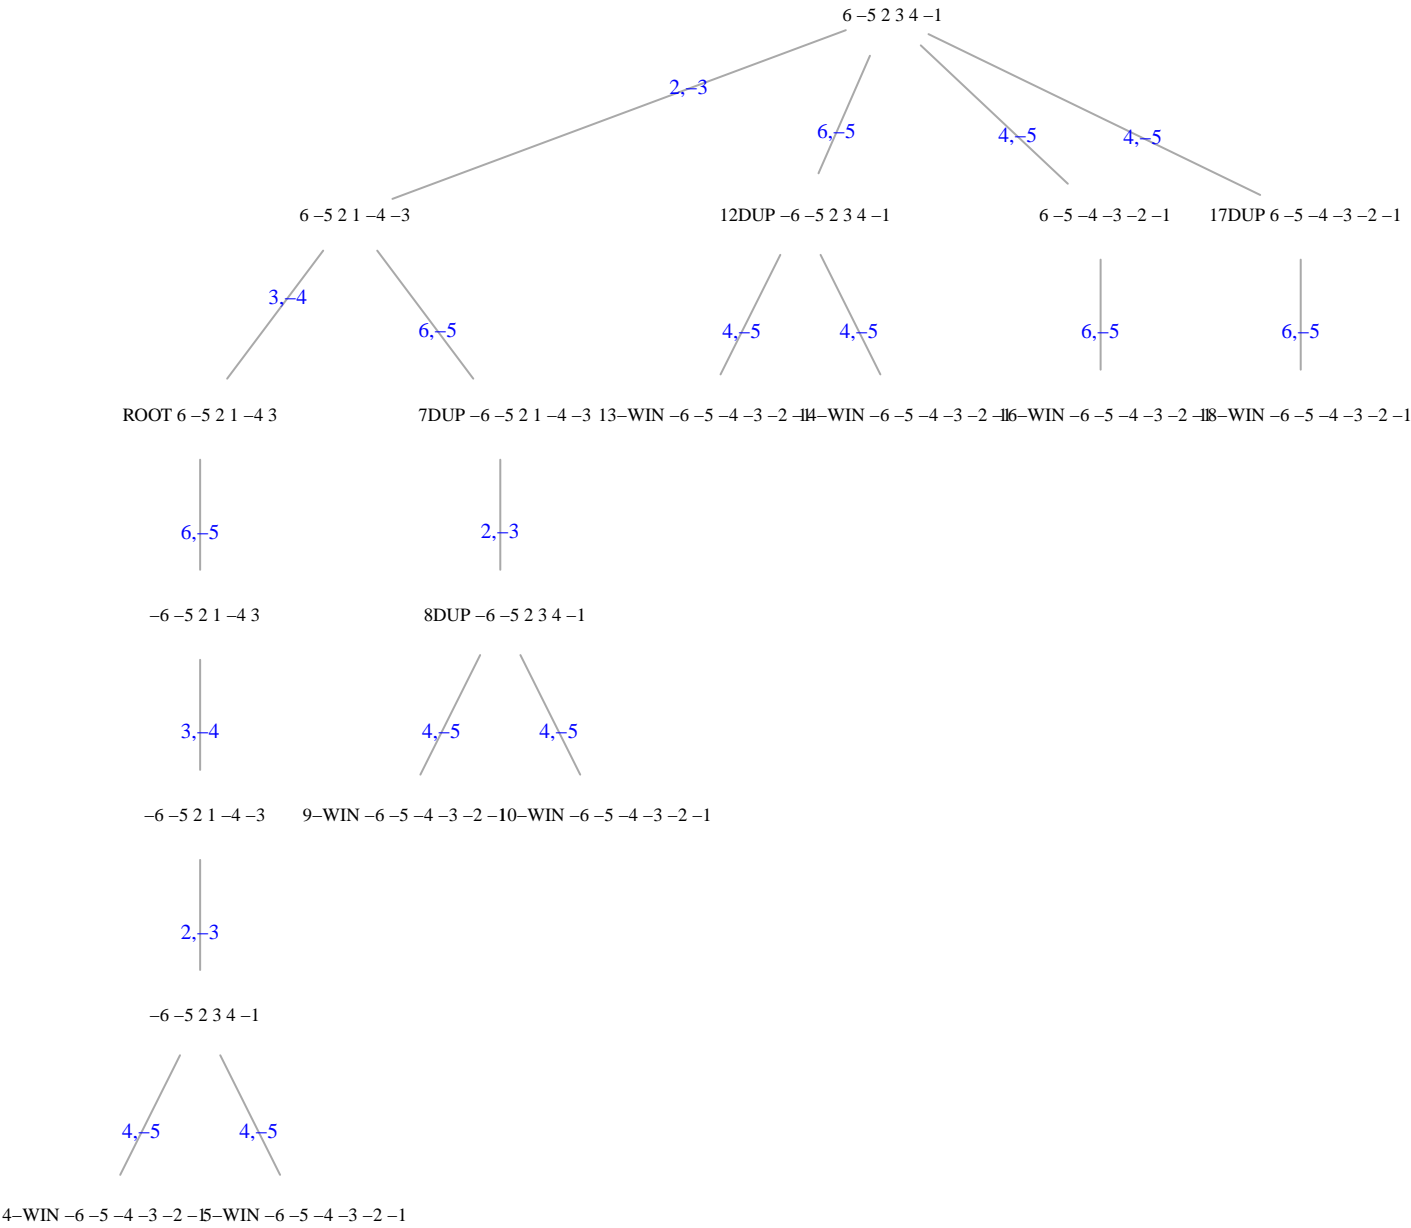 6 –5 2 3 4 –1
2,–3
6,–5
4,–5
4,–5
6 –5 2 1 –4 –3
12DUP –6 –5 2 3 4 –1
6 –5 –4 –3 –2 –1
17DUP 6 –5 –4 –3 –2 –1
3,–4
6,–5
4,–5
4,–5
6,–5
6,–5
ROOT 6 –5 2 1 –4 3
7DUP –6 –5 2 1 –4 –3
13–WIN –6 –5 –4 –3 –2 –1
14–WIN –6 –5 –4 –3 –2 –1
16–WIN –6 –5 –4 –3 –2 –1
18–WIN –6 –5 –4 –3 –2 –1
6,–5
2,–3
–6 –5 2 1 –4 3
8DUP –6 –5 2 3 4 –1
3,–4
4,–5
4,–5
–6 –5 2 1 –4 –3
9–WIN –6 –5 –4 –3 –2 –1
10–WIN –6 –5 –4 –3 –2 –1
2,–3
–6 –5 2 3 4 –1
4,–5
4,–5
4–WIN –6 –5 –4 –3 –2 –1
5–WIN –6 –5 –4 –3 –2 –1